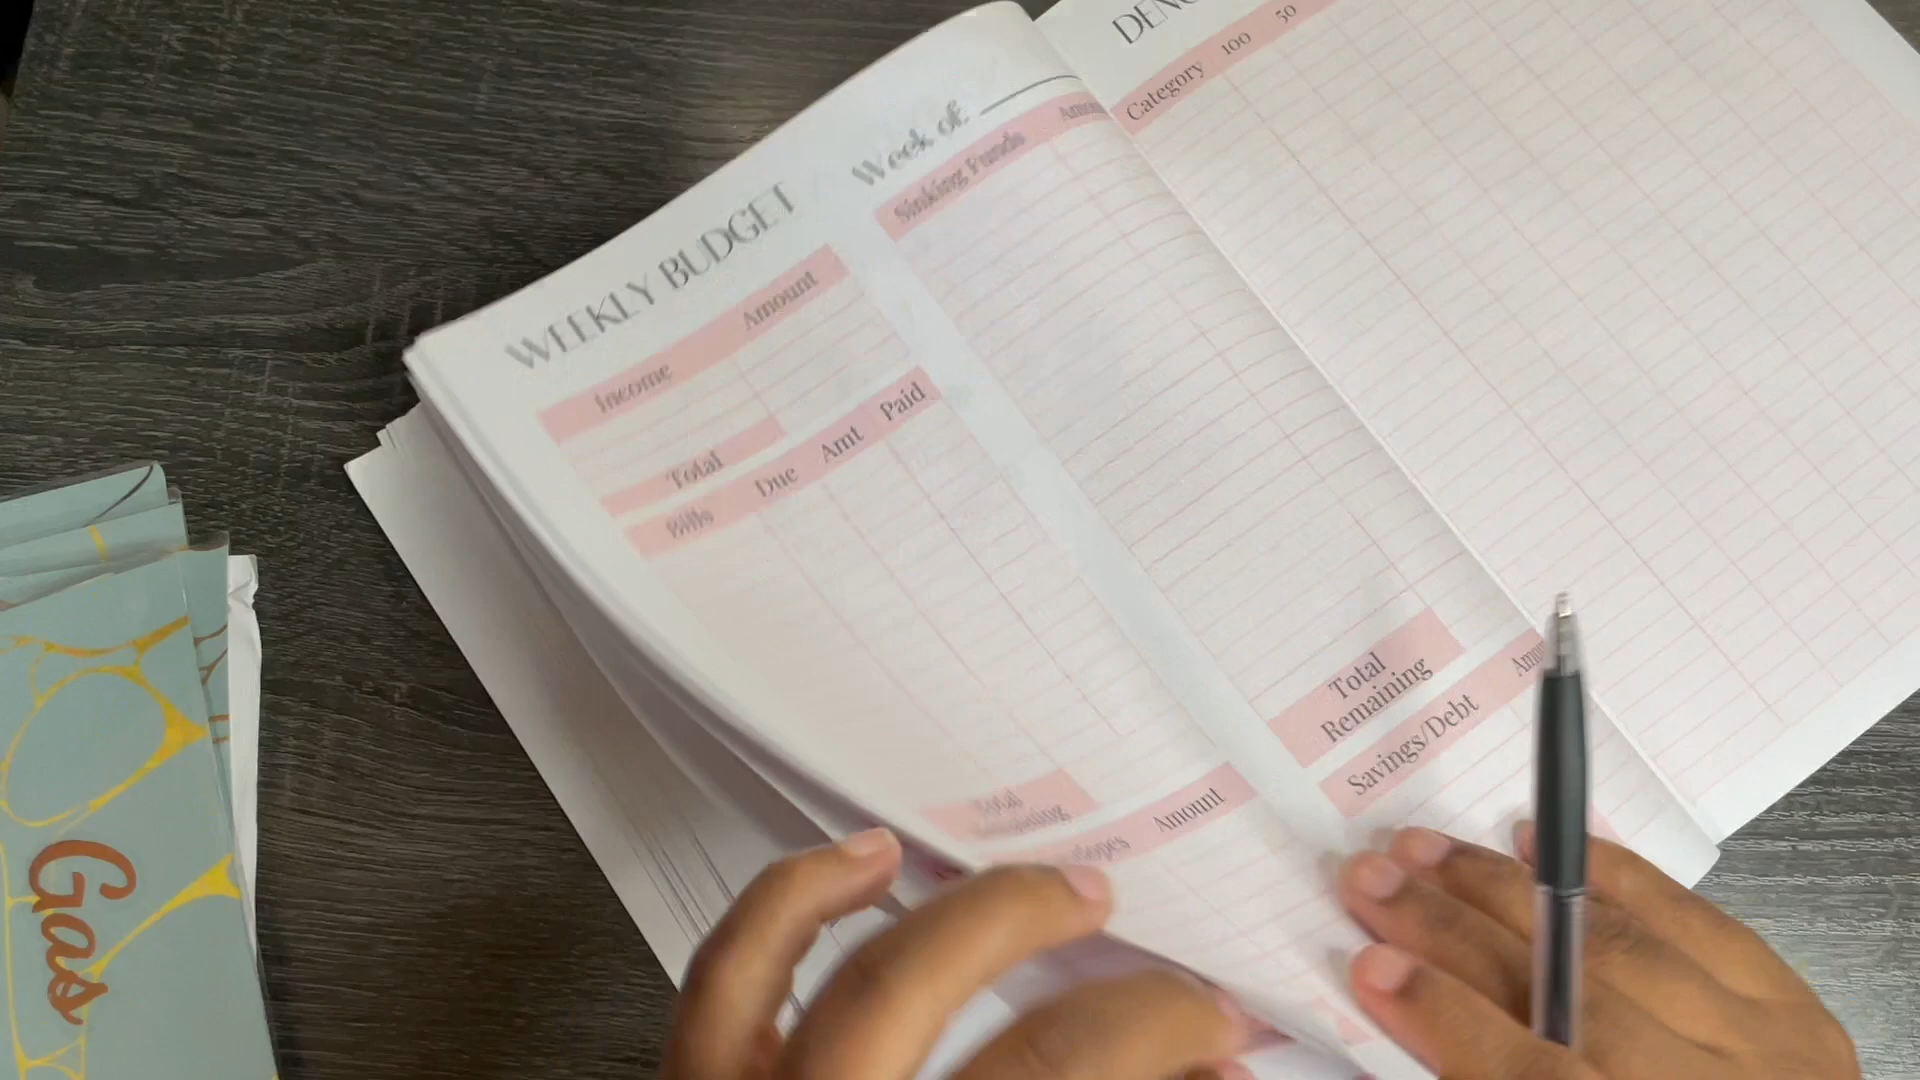 WEEKLY BUDGET
Week of:
Income Amount
Total
Bills Due Amt Paid
Total
Amount
Sinking Funds
Total
Remaining
Savings/Debt
Category 100 50
Gas